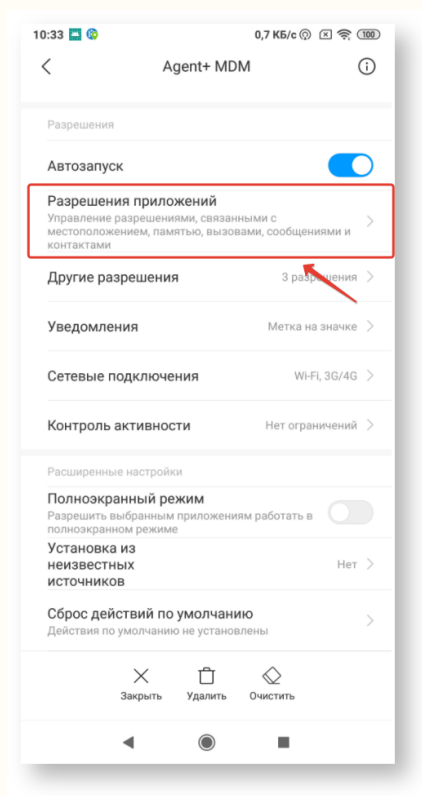 10:33 0,7 КБ/с 100
Agent+ MDM
Разрешения
Автозапуск
Разрешения приложений
Управление разрешениями, связанными с
местоположением, памятью, вызовами, сообщениями и
контактами
Другие разрешения 3 разрешения
Уведомления Метка на значке
Сетевые подключения Wi-Fi, 3G/4G
Контроль активности Нет ограничений
Расширенные настройки
Полноэкранный режим
Разрешить выбранным приложениям работать в
полноэкранном режиме
Установка из
неизвестных
источников
Нет
Сброс действий по умолчанию
Действия по умолчанию не установлены
Закрыть Удалить Очистить